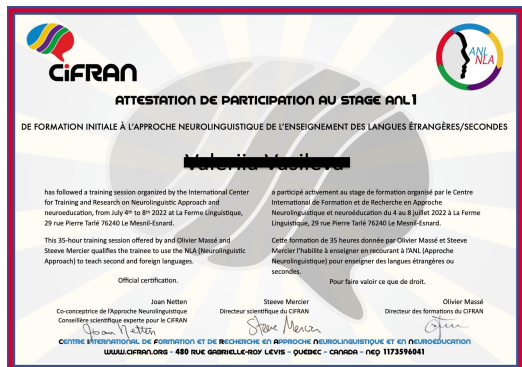 CiFRAN
ANL
NLA
ATTESTATION DE PARTICIPATION AU STAGE ANL1
DE FORMATION INITIALE À L'APPROCHE NEUROLINGUISTIQUE DE L'ENSEIGNEMENT DES LANGUES ÉTRANGÈRES/SECONDES
has followed a training session organized by the International Center
for Training and Research on Neurolinguistic Approach and
neuroeducation, from July 4th to 8th 2022 at La Ferme Linguistique,
29 rue Pierre Tarlé 76240 Le Mesnil-Esnard.
This 35-hour training session offered by and Olivier Massé and
Steeve Mercier qualifies the trainee to use the NLA (Neurolinguistic
Approach) to teach second and foreign languages.
Official certification.
a participé activement au stage de formation organisé par le Centre
International de Formation et de Recherche en Approche
Neurolinguistique et neuroéducation du 4 au 8 juillet 2022 à La Ferme
Linguistique, 29 rue Pierre Tarlé 76240 Le Mesnil-Esnard.
Cette formation de 35 heures donnée par Olivier Massé et Steeve
Mercier l'habilite à enseigner en recourant à l'ANL (Approche
Neurolinguistique) pour enseigner des langues étrangères ou
secondes.
Pour faire valoir ce que de droit.
Joan Netten
Co-conceptrice de l'Approche Neurolinguistique
Conseillère scientifique experte pour le CIFRAN
Steeve Mercier
Directeur scientifique du CIFRAN
Olivier Massé
Directeur des formations du CIFRAN
CENTRE INTERNATIONAL DE FORMATION ET DE RECHERCHE EN APPROCHE NEUROLINGUISTIQUE ET EN NEUROÉDUCATION
WWW.CIFRAN.ORG - 480 RUE GABRIELLE-ROY LEVIS - QUEBEC - CANADA - NEQ 1173596041